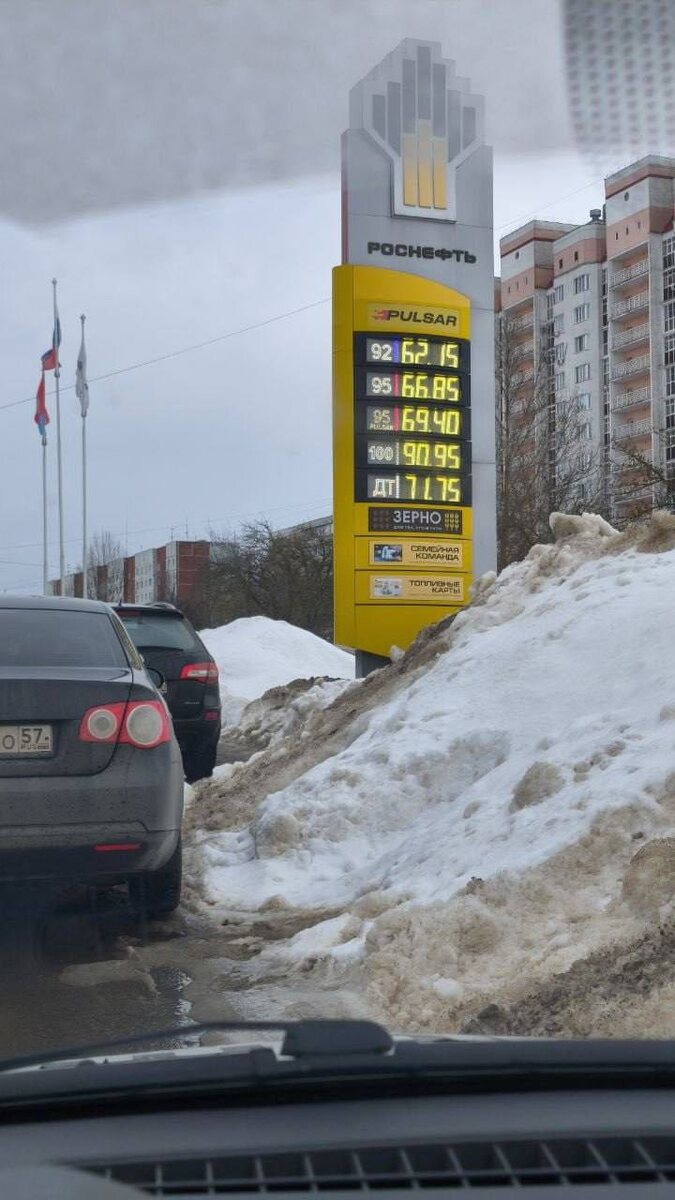 РОСНЕФТЬ
PULSAR
92 62.15
95 66.85
95 PULSAR 69.40
100 90.95
ДТ 71.75
ЗЕРНО
СЕМЕЙНАЯ
КОМАНДА
ТОПЛИВНЫЕ
КАРТЫ
О 57
RUS